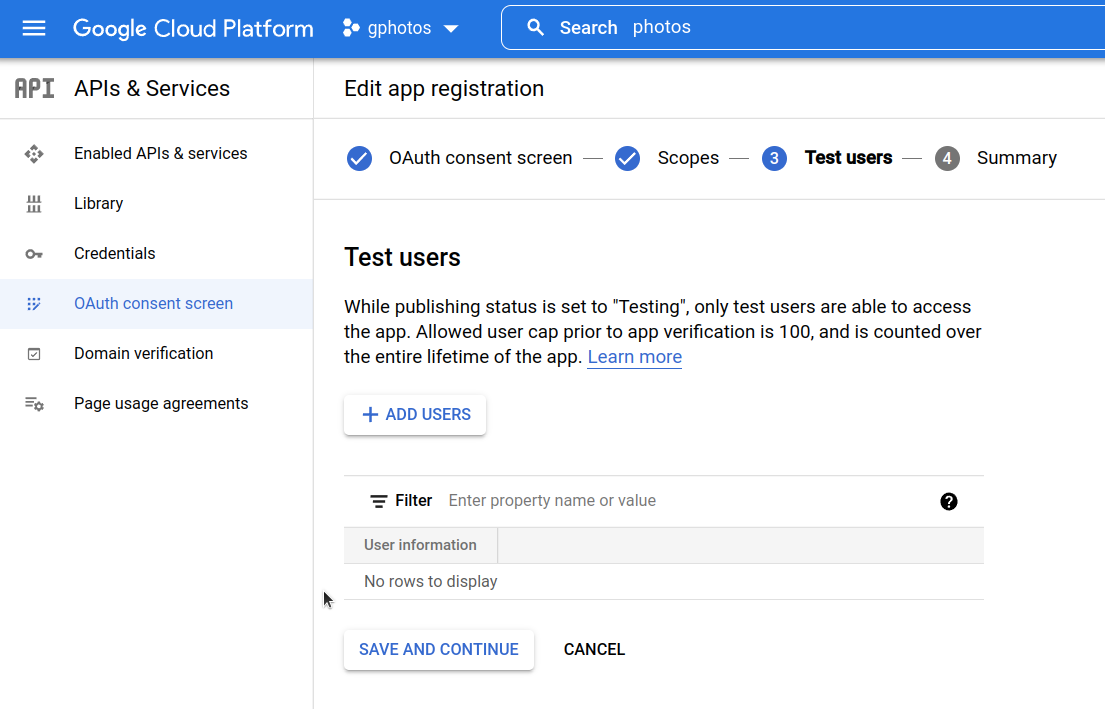 Google Cloud Platform gphotos Search photos
API APIs & Services
Edit app registration
Enabled APIs & services
Library
Credentials
OAuth consent screen
Domain verification
Page usage agreements
OAuth consent screen Scopes 3 Test users 4 Summary
Test users
While publishing status is set to "Testing", only test users are able to access
the app. Allowed user cap prior to app verification is 100, and is counted over
the entire lifetime of the app. Learn more
+ ADD USERS
Filter Enter property name or value ?
User information
No rows to display
SAVE AND CONTINUE CANCEL